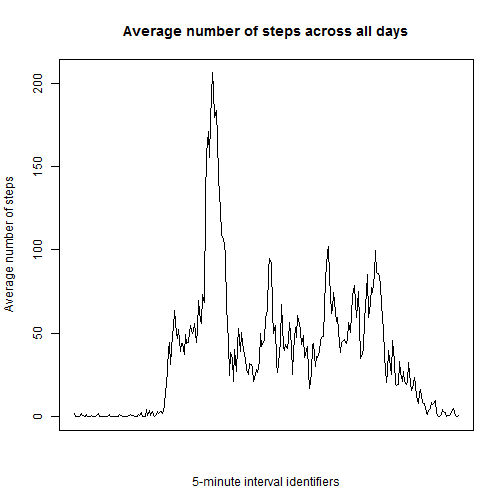 Average number of steps across all days
200
150
100
50
0
Average number of steps
5-minute interval identifiers